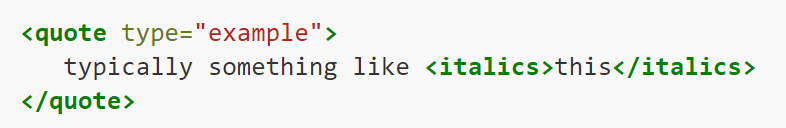 <quote type="example">
   typically something like <italics>this</italics>
</quote>